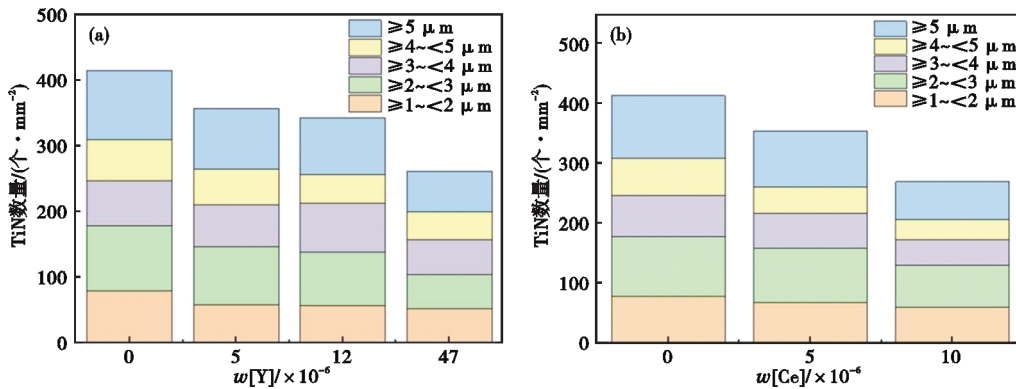 (a)
≥5 μm
≥4~<5 μm
≥3~<4 μm
≥2~<3 μm
≥1~<2 μm
500
400
300
200
100
0
TiN数量/(个·mm⁻²)
0 5 12 47
w[Y]/×10⁻⁶
(b)
≥5 μm
≥4~<5 μm
≥3~<4 μm
≥2~<3 μm
≥1~<2 μm
500
400
300
200
100
0
TiN数量/(个·mm⁻²)
0 5 10
w[Ce]/×10⁻⁶